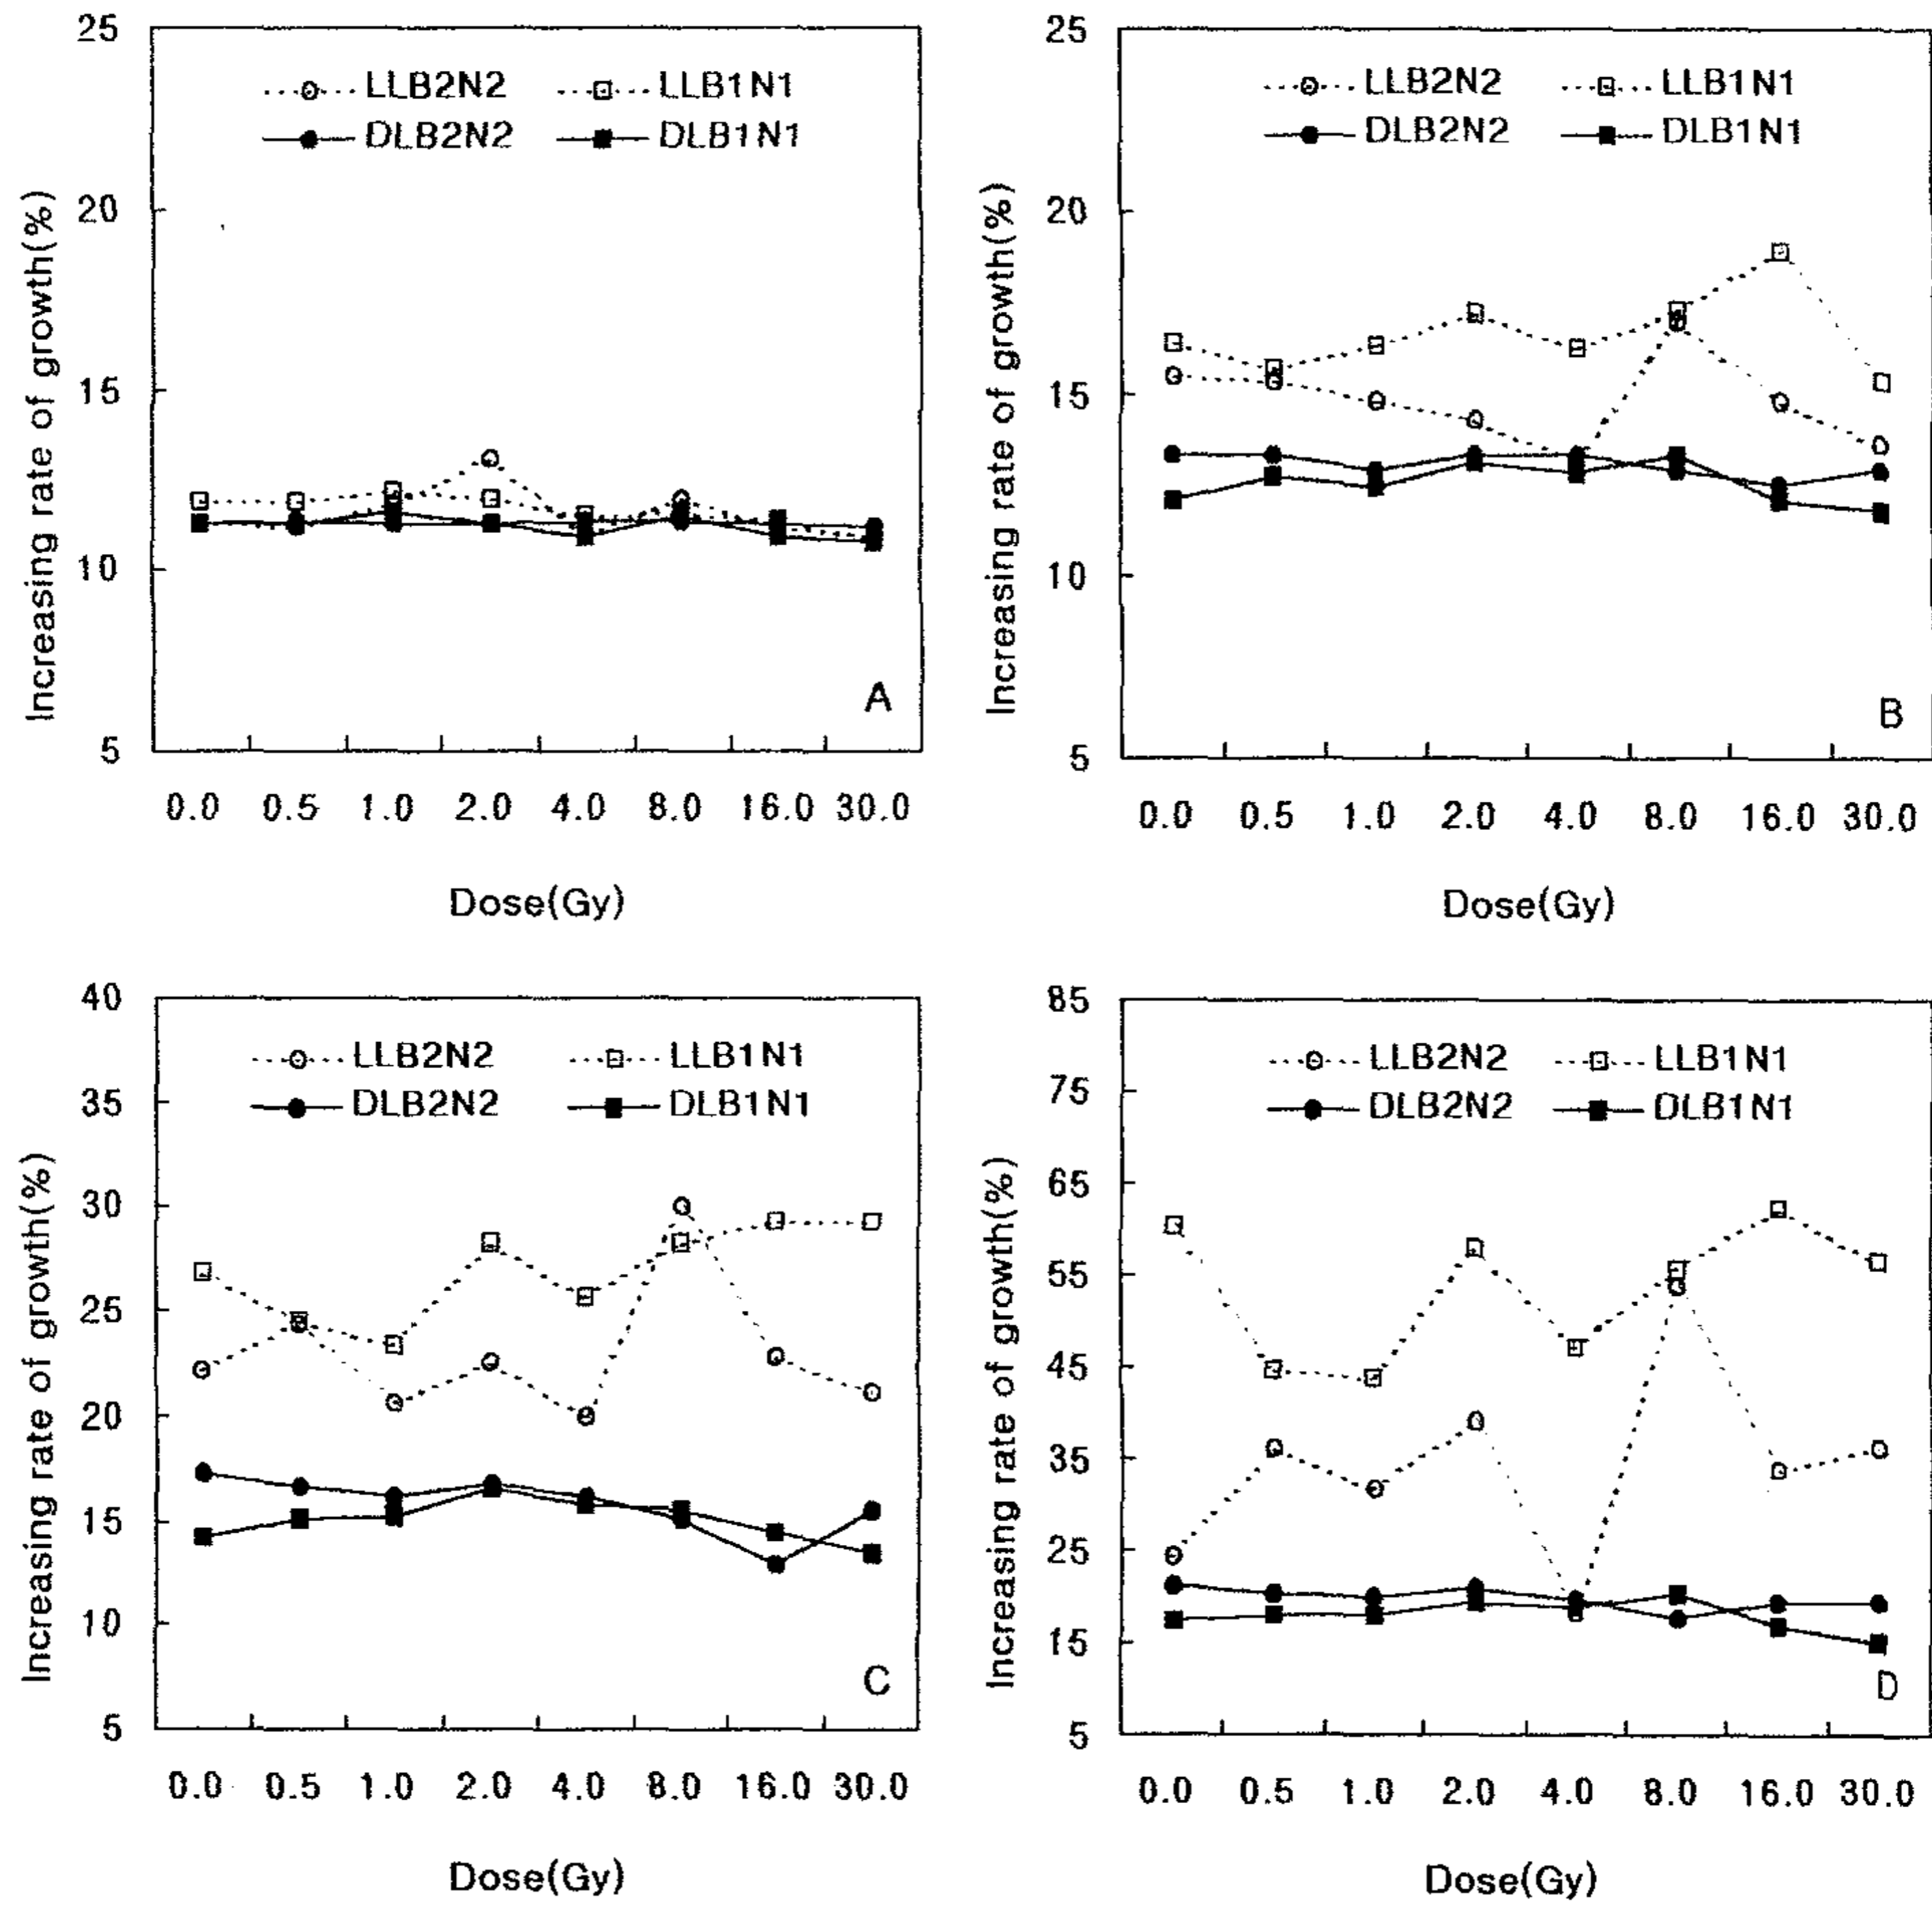 LLB2N2 LLB1N1
DLB2N2 DLB1N1
Increasing rate of growth(%)
25
20
15
10
5
A
0.0 0.5 1.0 2.0 4.0 8.0 16.0 30.0
Dose(Gy)
LLB2N2 LLB1N1
DLB2N2 DLB1N1
Increasing rate of growth(%)
25
20
15
10
5
B
0.0 0.5 1.0 2.0 4.0 8.0 16.0 30.0
Dose(Gy)
LLB2N2 LLB1N1
DLB2N2 DLB1N1
Increasing rate of growth(%)
40
35
30
25
20
15
10
5
C
0.0 0.5 1.0 2.0 4.0 8.0 16.0 30.0
Dose(Gy)
LLB2N2 LLB1N1
DLB2N2 DLB1N1
Increasing rate of growth(%)
85
75
65
55
45
35
25
15
5
D
0.0 0.5 1.0 2.0 4.0 8.0 16.0 30.0
Dose(Gy)